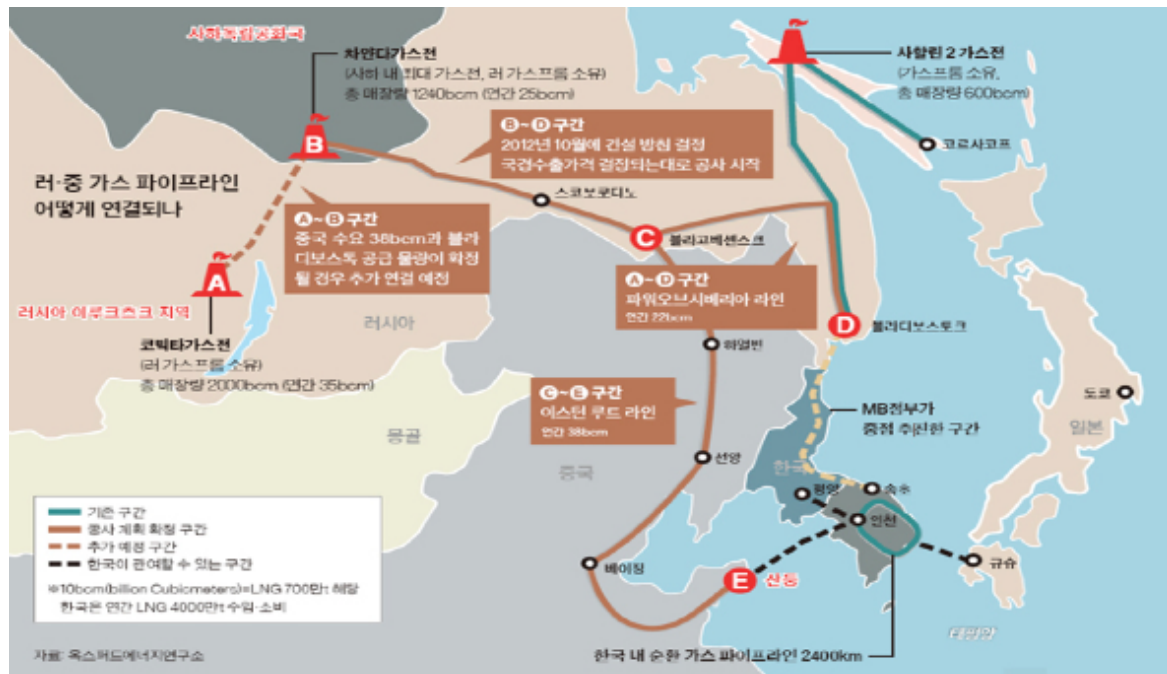 사하독립공화국
차얀다가스전
(사하 내 최대 가스전, 러 가스프롬 소유)
총 매장량 1240bcm (연간 25bcm)
사할린 2 가스전
(가스프롬 소유,
총 매장량 600bcm)
코르사코프
B
B~D 구간
2012년 10월에 건설 방침 결정
국경수출가격 결정되는대로 공사 시작
러·중 가스 파이프라인
어떻게 연결되나
스코보로디노
A~B 구간
중국 수요 38bcm과 블라
디보스톡 공급 물량이 확정
될 경우 추가 연결 예정
C
블라고베셴스크
A
러시아 이루크츠크 지역
A~D 구간
파워오브시베리아 라인
연간 22bcm
러시아
D
블라디보스토크
코빅타가스전
(러 가스프롬 소유)
총 매장량 2000bcm (연간 35bcm)
하얼빈
C~E 구간
이스턴 루트 라인
연간 38bcm
MB정부가
중점 추진한 구간
도쿄
일본
몽골
중국
선양
한국
평양
속초
인천
기존 구간
공사 계획 확정 구간
추가 예정 구간
한국이 관여할 수 있는 구간
※10bcm(billion Cubicmeters)=LNG 700만t 해당
한국은 연간 LNG 4000만t 수입·소비
베이징
E
산둥
규슈
태평양
자료: 옥스퍼드에너지연구소
한국 내 순환 가스 파이프라인 2400km